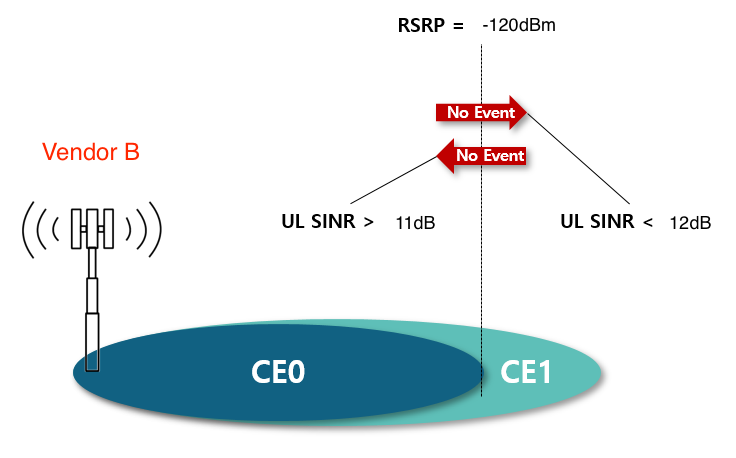 RSRP = -120dBm
No Event
No Event
Vendor B
UL SINR > 11dB
UL SINR < 12dB
CE0
CE1